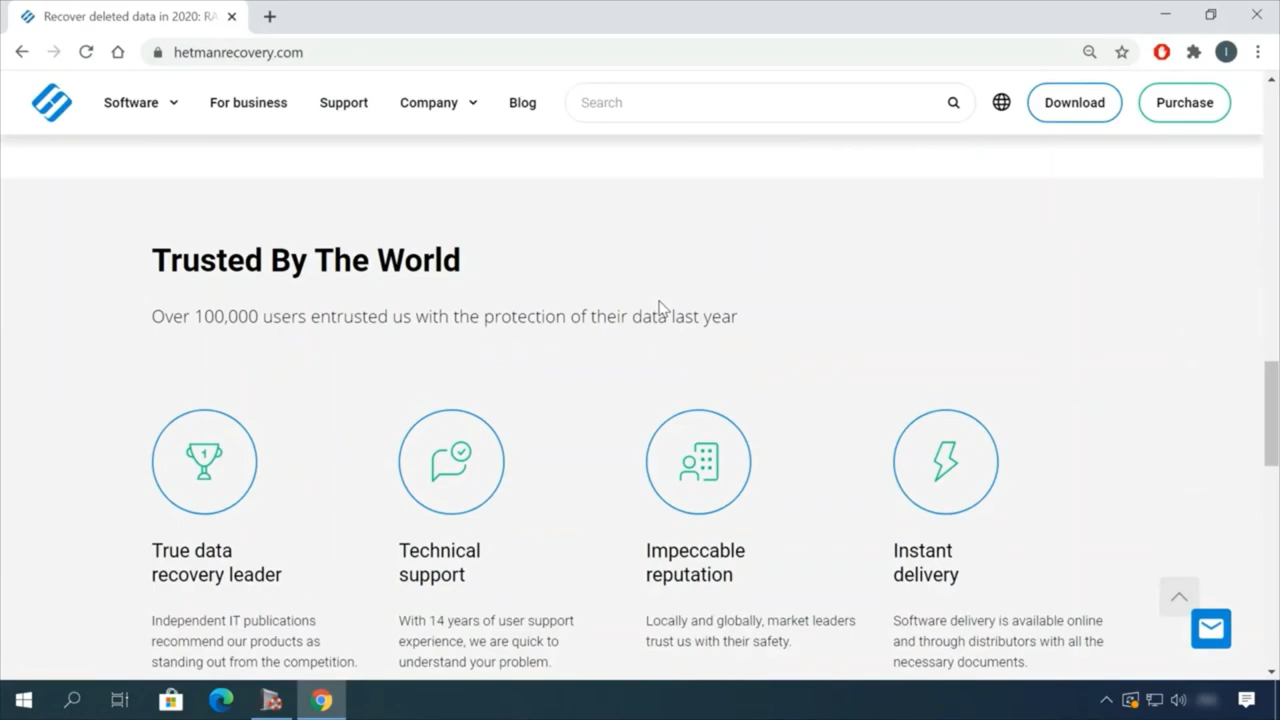 Recover deleted data in 2020: RA
hetmanrecovery.com
I
Software
For business
Support
Company
Blog
Search
Download
Purchase
Trusted By The World
Over 100,000 users entrusted us with the protection of their data last year
1
True data
recovery leader
Technical
support
Impeccable
reputation
Instant
delivery
Independent IT publications
recommend our products as
standing out from the competition.
With 14 years of user support
experience, we are quick to
understand your problem.
Locally and globally, market leaders
trust us with their safety.
Software delivery is available online
and through distributors with all the
necessary documents.